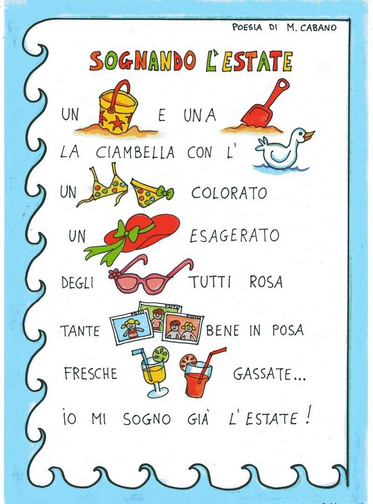 POESIA DI M. CABANO
SOGNANDO L'ESTATE
UN E UNA
LA CIAMBELLA CON L'
UN COLORATO
UN ESAGERATO
DEGLI TUTTI ROSA
TANTE BENE IN POSA
FRESCHE GASSATE...
IO MI SOGNO GIÀ L'ESTATE!